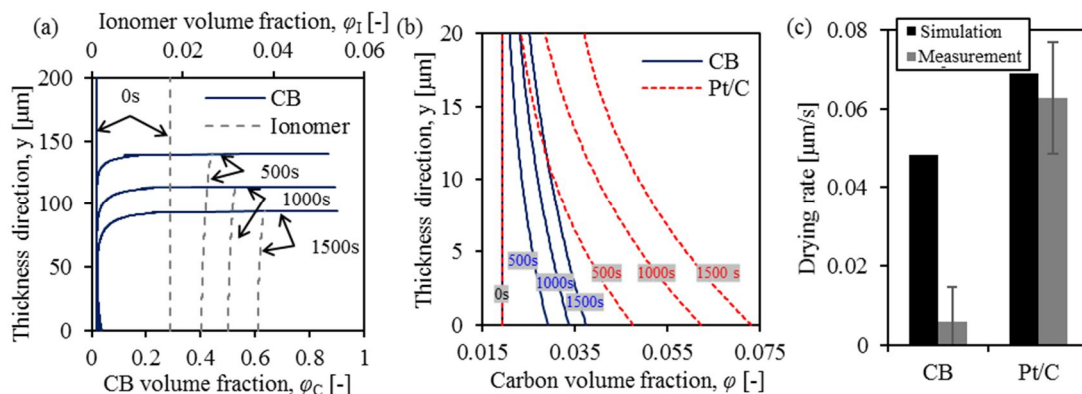 (a)
Ionomer volume fraction, φI [-]
0 0.02 0.04 0.06
Thickness direction, y [μm]
200
150
100
50
0
0s
CB
Ionomer
500s
1000s
1500s
0 0.2 0.4 0.6 0.8 1
CB volume fraction, φC [-]
(b)
Thickness direction, y [μm]
20
15
10
5
0
CB
Pt/C
0s
500s
1000s
1500s
500s
1000s
1500 s
0.015 0.035 0.055 0.075
Carbon volume fraction, φ [-]
(c)
Simulation
Measurement
Drying rate [μm/s]
0.08
0.06
0.04
0.02
0
CB Pt/C